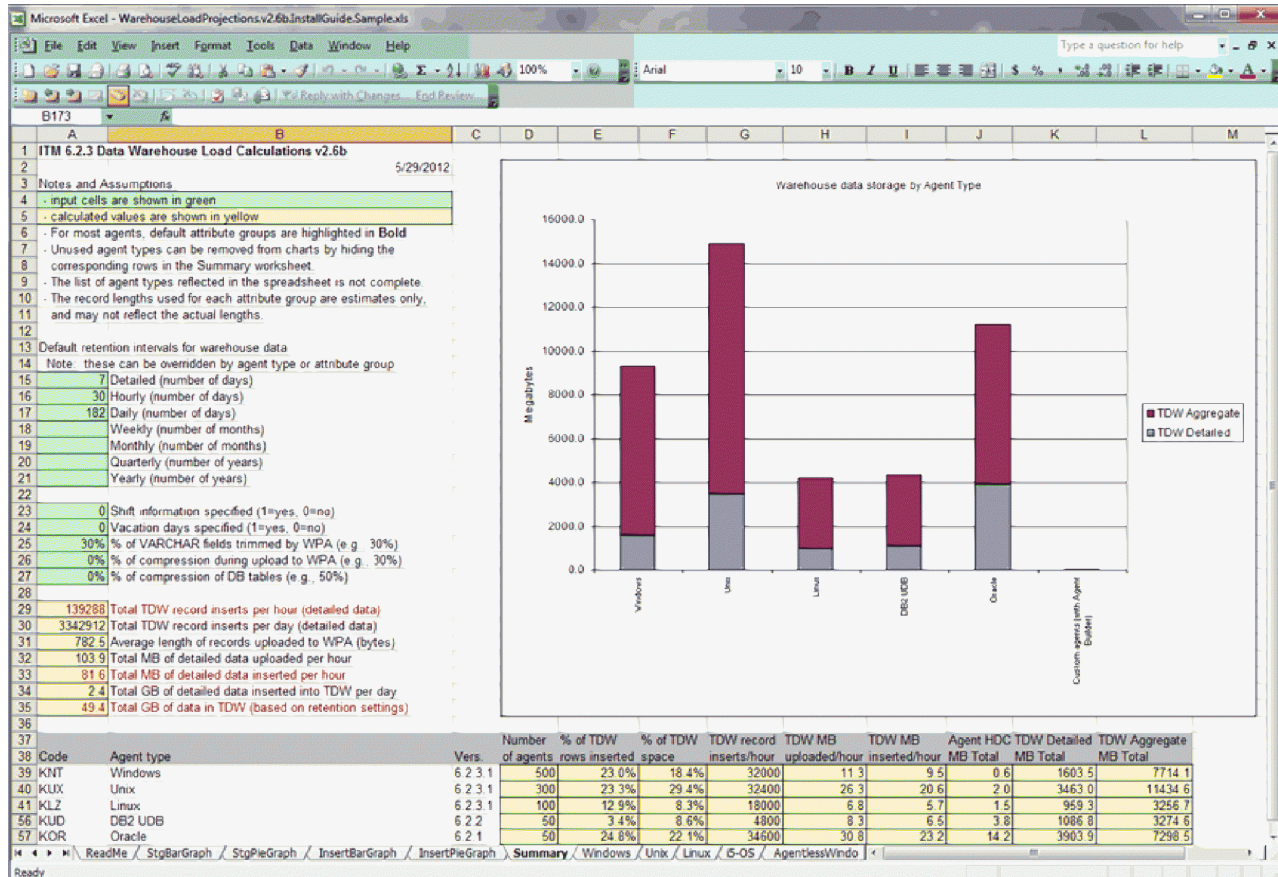 Microsoft Excel - WarehouseLoadProjections.v2.6b.InstallGuide.Sample.xls
File Edit View Insert Format Tools Data Window Help
Type a question for help
100% Arial 10 B I U $ % ,
Reply with Changes... End Review...
B173 fx
A B C D E F G H I J K L M
1 ITM 6.2.3 Data Warehouse Load Calculations v2.6b
2 5/29/2012
3 Notes and Assumptions
4 - input cells are shown in green
5 - calculated values are shown in yellow
6 - For most agents, default attribute groups are highlighted in Bold
7 - Unused agent types can be removed from charts by hiding the
8 corresponding rows in the Summary worksheet.
9 - The list of agent types reflected in the spreadsheet is not complete.
10 - The record lengths used for each attribute group are estimates only,
11 and may not reflect the actual lengths.
12
13 Default retention intervals for warehouse data
14 Note: these can be overridden by agent type or attribute group
15 7 Detailed (number of days)
16 30 Hourly (number of days)
17 182 Daily (number of days)
18 Weekly (number of months)
19 Monthly (number of months)
20 Quarterly (number of years)
21 Yearly (number of years)
22
23 0 Shift information specified (1=yes, 0=no)
24 0 Vacation days specified (1=yes, 0=no)
25 30% % of VARCHAR fields trimmed by WPA (e.g., 30%)
26 0% % of compression during upload to WPA (e.g., 30%)
27 0% % of compression of DB tables (e.g., 50%)
28
29 139288 Total TDW record inserts per hour (detailed data)
30 3342912 Total TDW record inserts per day (detailed data)
31 782.5 Average length of records uploaded to WPA (bytes)
32 103.9 Total MB of detailed data uploaded per hour
33 81.6 Total MB of detailed data inserted per hour
34 2.4 Total GB of detailed data inserted into TDW per day
35 49.4 Total GB of data in TDW (based on retention settings)
36
Warehouse data storage by Agent Type
16000.0
14000.0
12000.0
10000.0
8000.0
6000.0
4000.0
2000.0
0.0
Megabytes
Windows
Unix
Linux
DB2 UDB
Oracle
Custom agents (with Agent Builder)
TDW Aggregate
TDW Detailed
37 Number % of TDW % of TDW TDW record TDW MB TDW MB Agent HDC TDW Detailed TDW Aggregate
38 Code Agent type Vers. of agents rows inserted space inserts/hour uploaded/hour inserted/hour MB Total MB Total MB Total
39 KNT Windows 6.2.3.1 500 23.0% 18.4% 32000 11.3 9.5 0.6 1603.5 7714.1
40 KUX Unix 6.2.3.1 300 23.3% 29.4% 32400 26.3 20.6 2.0 3463.0 11434.6
41 KLZ Linux 6.2.3.1 100 12.9% 8.3% 18000 6.8 5.7 1.5 959.3 3256.7
56 KUD DB2 UDB 6.2.2 50 3.4% 8.6% 4800 8.3 6.5 3.8 1086.8 3274.6
57 KOR Oracle 6.2.1 50 24.8% 22.1% 34600 30.8 23.2 14.2 3903.9 7298.5
ReadMe / StgBarGraph / StgPieGraph / InsertBarGraph / InsertPieGraph \ Summary / Windows / Unix / Linux / i5-OS / AgentlessWindo
Ready